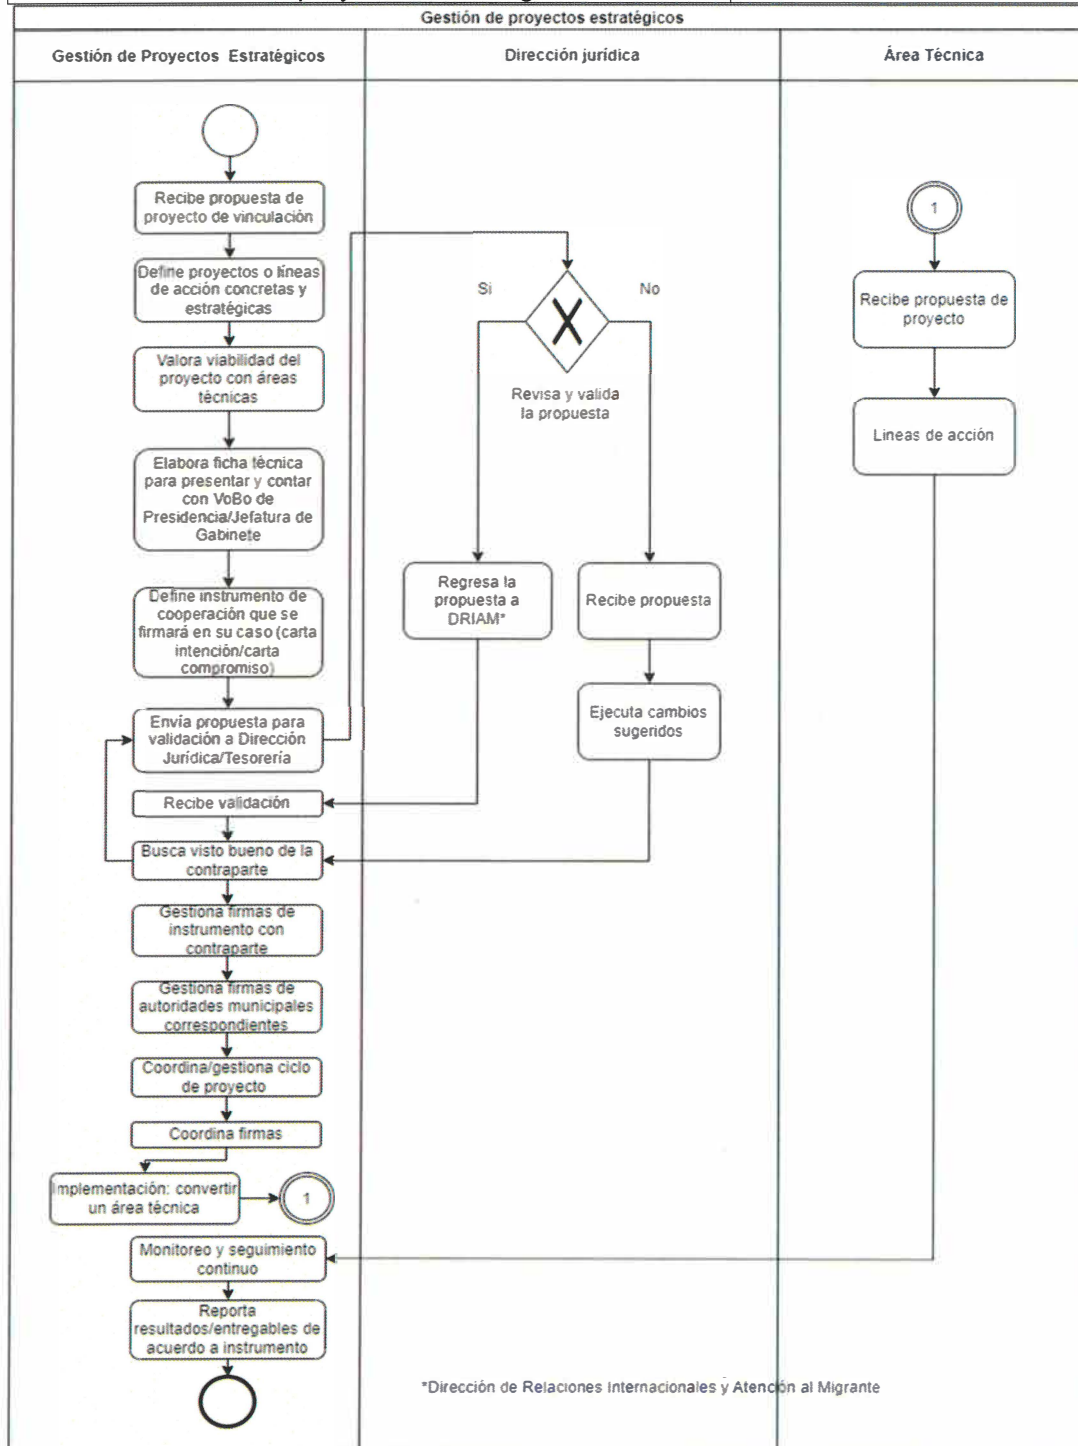 Gestión de proyectos estratégicos
Gestión de Proyectos Estratégicos
Dirección jurídica
Área Técnica
Recibe propuesta de
proyecto de vinculación
Define proyectos o líneas
de acción concretas y
estratégicas
Valora viabilidad del
proyecto con áreas
técnicas
Elabora ficha técnica
para presentar y contar
con VoBo de
Presidencia/Jefatura de
Gabinete
Define instrumento de
cooperación que se
firmará en su caso (carta
intención/carta
compromiso)
Envía propuesta para
validación a Dirección
Jurídica/Tesorería
Recibe validación
Busca visto bueno de la
contraparte
Gestiona firmas de
instrumento con
contraparte
Gestiona firmas de
autoridades municipales
correspondientes
Coordina/gestiona ciclo
de proyecto
Coordina firmas
Implementación: convertir
un área técnica
1
Monitoreo y seguimiento
continuo
Reporta
resultados/entregables de
acuerdo a instrumento
Si
No
Revisa y valida
la propuesta
Regresa la
propuesta a
DRIAM*
Recibe propuesta
Ejecuta cambios
sugeridos
1
Recibe propuesta de
proyecto
Lineas de acción
*Dirección de Relaciones Internacionales y Atención al Migrante